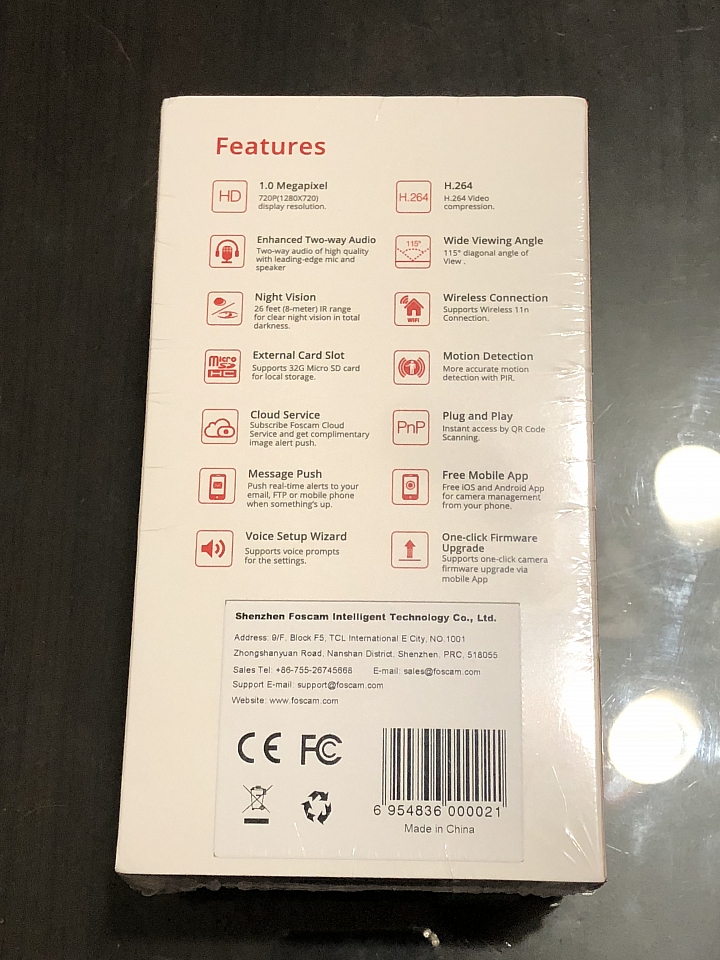 Features
HD
1.0 Megapixel
720P(1280X720)
display resolution.
H.264
H.264
H.264 Video
compression.
Enhanced Two-way Audio
Two-way audio of high quality
with leading-edge mic and
speaker
115°
Wide Viewing Angle
115° diagonal angle of
View .
Night Vision
26 feet (8-meter) IR range
for clear night vision in total
darkness.
WIFI
Wireless Connection
Supports Wireless 11n
Connection.
Micro
SD
HC
External Card Slot
Supports 32G Micro SD card
for local storage.
Motion Detection
More accurate motion
detection with PIR.
Cloud Service
Subscribe Foscam Cloud
Service and get complimentary
image alert push.
PnP
Plug and Play
Instant access by QR Code
Scanning.
Message Push
Push real-time alerts to your
email, FTP or mobile phone
when something's up.
Free Mobile App
Free iOS and Android App
for camera management
from your phone.
Voice Setup Wizard
Supports voice prompts
for the settings.
One-click Firmware
Upgrade
Supports one-click camera
firmware upgrade via
mobile App
Shenzhen Foscam Intelligent Technology Co., Ltd.
Address: 9/F, Block F5, TCL International E City, NO.1001
Zhongshanyuan Road, Nanshan District, Shenzhen, PRC, 518055
Sales Tel: +86-755-26745668 E-mail: sales@foscam.com
Support E-mail: support@foscam.com
Website: www.foscam.com
CE FC
6 954836 000021
Made in China